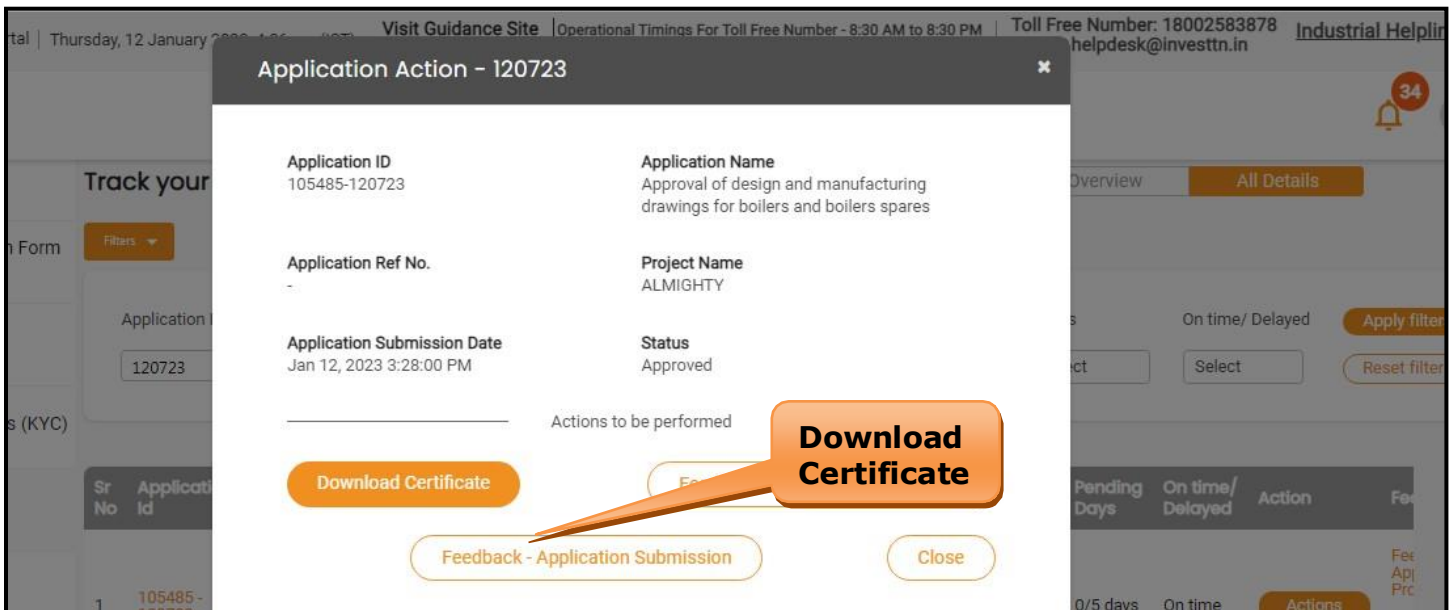 rtal | Thursday, 12 January
Visit Guidance Site | Operational Timings For Toll Free Number - 8:30 AM to 8:30 PM |
Toll Free Number: 18002583878
helpdesk@investtn.in
Industrial Helplin
Application Action - 120723
×
34
Application ID
105485-120723
Application Name
Approval of design and manufacturing
drawings for boilers and boilers spares
Track your
Overview
All Details
n Form
Filters
Application Ref No.
-
Project Name
ALMIGHTY
Application I
120723
Application Submission Date
Jan 12, 2023 3:28:00 PM
Status
Approved
s
ect
On time/ Delayed
Select
Apply filter
Reset filter
s (KYC)
Actions to be performed
Download
Certificate
Download Certificate
Sr
No
Applicati
Id
Pending
Days
On time/
Delayed
Action
Fee
Feedback - Application Submission
Close
1
105485 -
0/5 days
On time
Actions
Fee
App
Pro